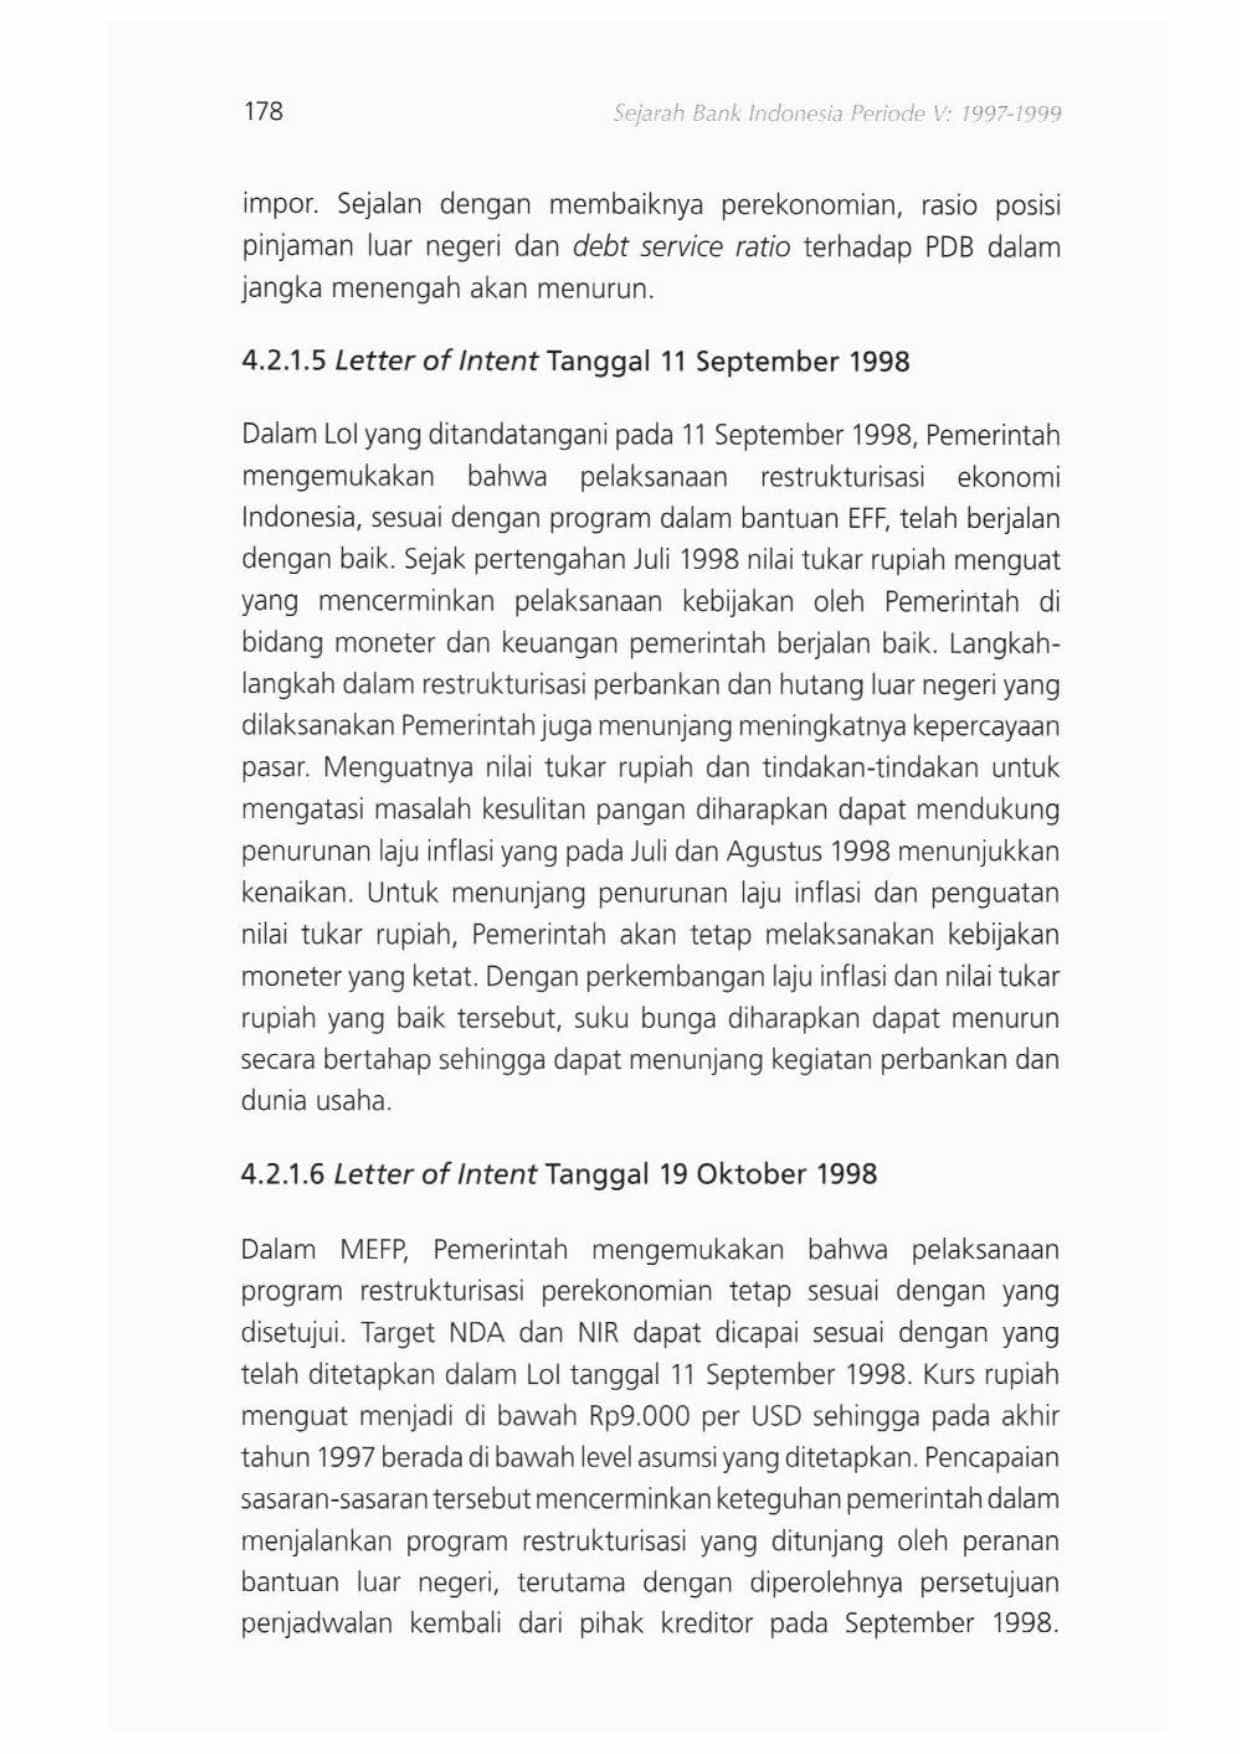 178
Sejarah Bank Indonesia Periode V: 1997-1999
impor. Sejalan dengan membaiknya perekonomian, rasio posisi
pinjaman luar negeri dan debt service ratio terhadap PDB dalam
jangka menengah akan menurun.
4.2.1.5 Letter of Intent Tanggal 11 September 1998
Dalam LoI yang ditandatangani pada 11 September 1998, Pemerintah
mengemukakan bahwa pelaksanaan restrukturisasi ekonomi
Indonesia, sesuai dengan program dalam bantuan EFF, telah berjalan
dengan baik. Sejak pertengahan Juli 1998 nilai tukar rupiah menguat
yang mencerminkan pelaksanaan kebijakan oleh Pemerintah di
bidang moneter dan keuangan pemerintah berjalan baik. Langkah-
langkah dalam restrukturisasi perbankan dan hutang luar negeri yang
dilaksanakan Pemerintah juga menunjang meningkatnya kepercayaan
pasar. Menguatnya nilai tukar rupiah dan tindakan-tindakan untuk
mengatasi masalah kesulitan pangan diharapkan dapat mendukung
penurunan laju inflasi yang pada Juli dan Agustus 1998 menunjukkan
kenaikan. Untuk menunjang penurunan laju inflasi dan penguatan
nilai tukar rupiah, Pemerintah akan tetap melaksanakan kebijakan
moneter yang ketat. Dengan perkembangan laju inflasi dan nilai tukar
rupiah yang baik tersebut, suku bunga diharapkan dapat menurun
secara bertahap sehingga dapat menunjang kegiatan perbankan dan
dunia usaha.
4.2.1.6 Letter of Intent Tanggal 19 Oktober 1998
Dalam MEFP, Pemerintah mengemukakan bahwa pelaksanaan
program restrukturisasi perekonomian tetap sesuai dengan yang
disetujui. Target NDA dan NIR dapat dicapai sesuai dengan yang
telah ditetapkan dalam LoI tanggal 11 September 1998. Kurs rupiah
menguat menjadi di bawah Rp9.000 per USD sehingga pada akhir
tahun 1997 berada di bawah level asumsi yang ditetapkan. Pencapaian
sasaran-sasaran tersebut mencerminkan keteguhan pemerintah dalam
menjalankan program restrukturisasi yang ditunjang oleh peranan
bantuan luar negeri, terutama dengan diperolehnya persetujuan
penjadwalan kembali dari pihak kreditor pada September 1998.